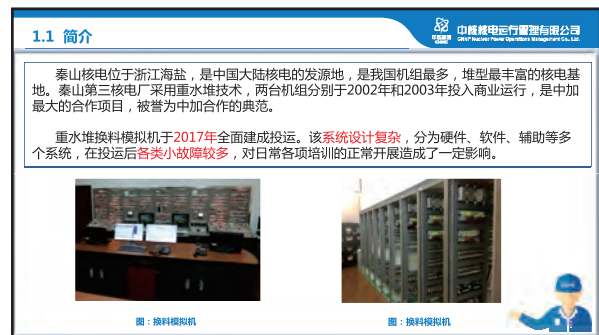 1.1 简介
中核核电运行管理有限公司
CNNP Nuclear Power Operations Management Co., Ltd.
秦山核电位于浙江海盐，是中国大陆核电的发源地，是我国机组最多，堆型最丰富的核电基
地。秦山第三核电厂采用重水堆技术，两台机组分别于2002年和2003年投入商业运行，是中加
最大的合作项目，被誉为中加合作的典范。
重水堆换料模拟机于2017年全面建成投运。该系统设计复杂，分为硬件、软件、辅助等多
个系统，在投运后各类小故障较多，对日常各项培训的正常开展造成了一定影响。
图：换料模拟机
图：换料模拟机